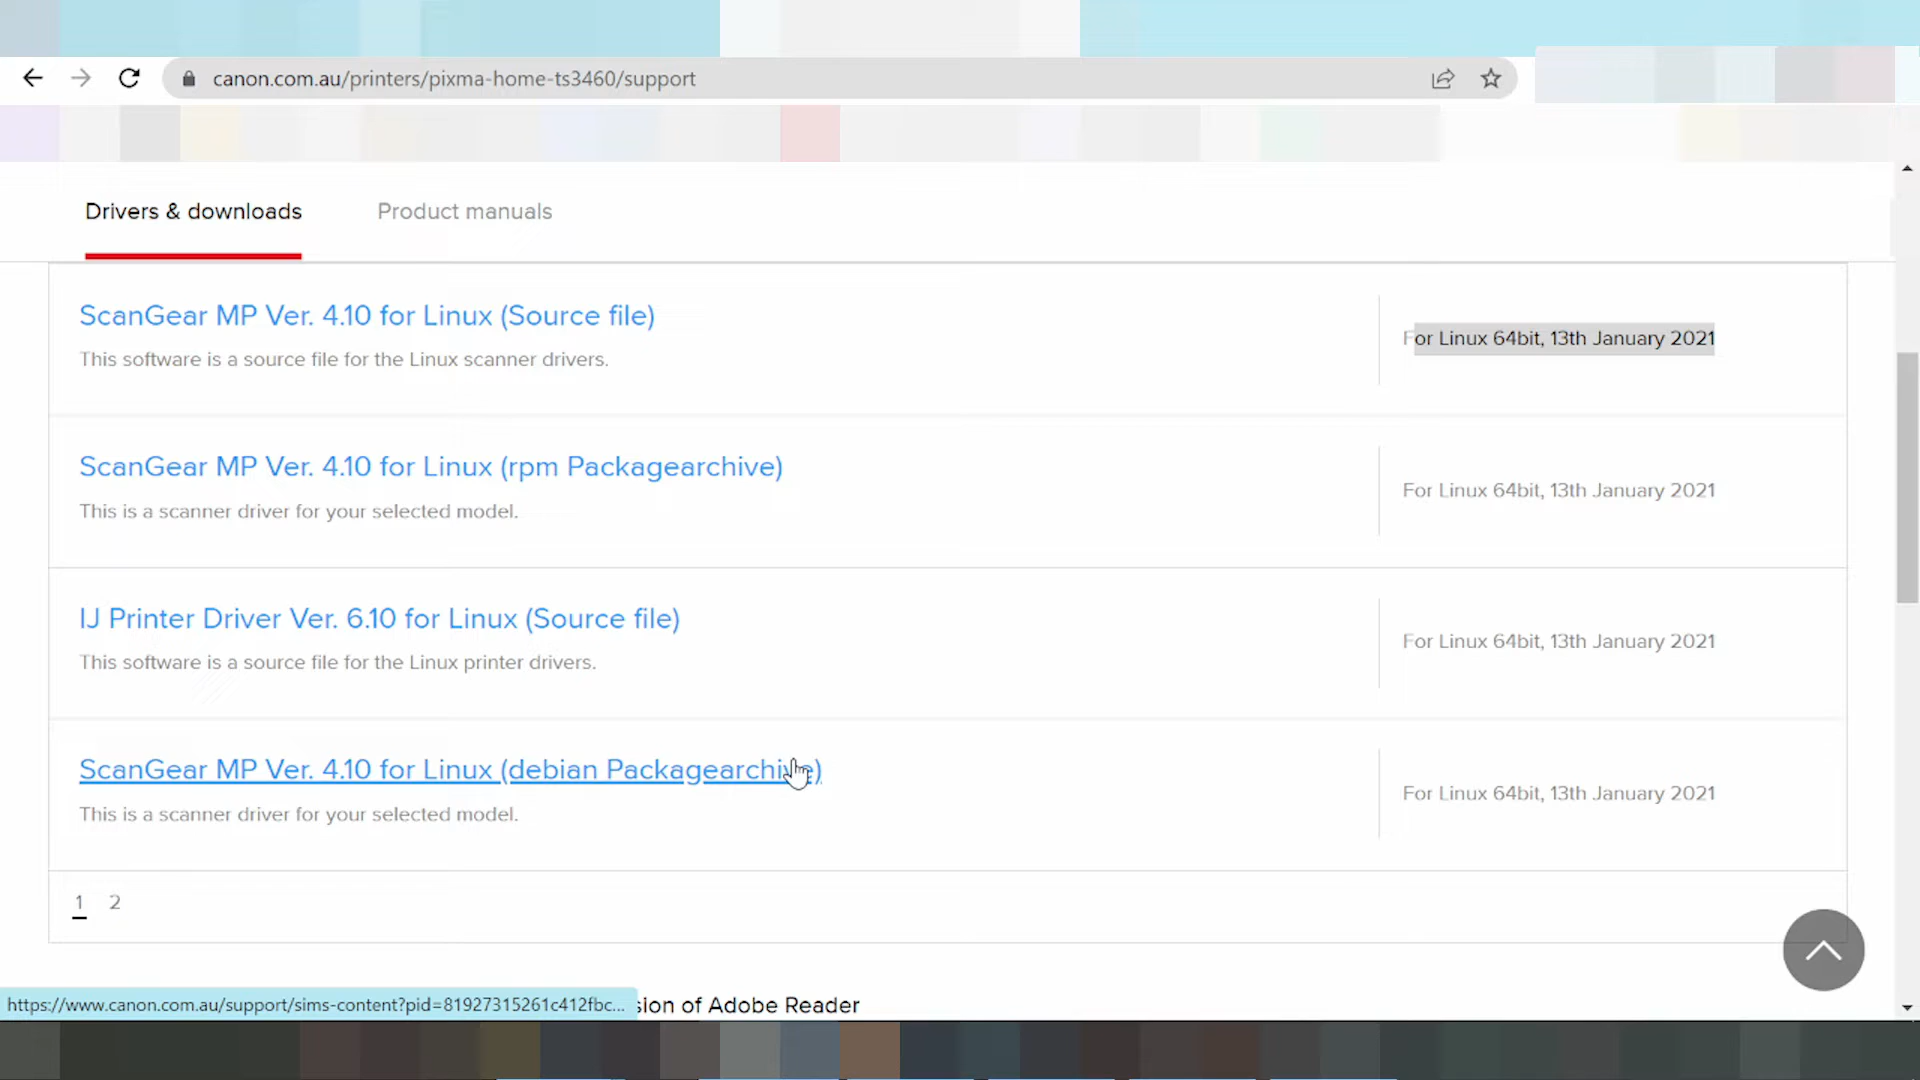 canon.com.au/printers/pixma-home-ts3460/support
Drivers & downloads
Product manuals
ScanGear MP Ver. 4.10 for Linux (Source file)
This software is a source file for the Linux scanner drivers.
For Linux 64bit, 13th January 2021
ScanGear MP Ver. 4.10 for Linux (rpm Packagearchive)
This is a scanner driver for your selected model.
For Linux 64bit, 13th January 2021
IJ Printer Driver Ver. 6.10 for Linux (Source file)
This software is a source file for the Linux printer drivers.
For Linux 64bit, 13th January 2021
ScanGear MP Ver. 4.10 for Linux (debian Packagearchive)
This is a scanner driver for your selected model.
For Linux 64bit, 13th January 2021
1 2
https://www.canon.com.au/support/sims-content?pid=81927315261c412fbc...
sion of Adobe Reader